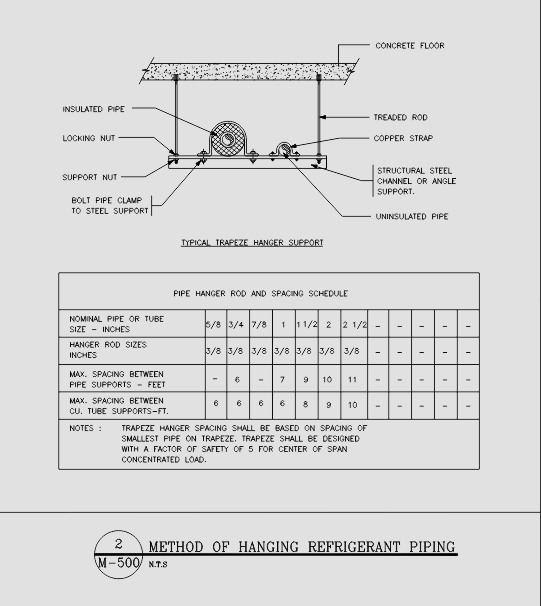 CONCRETE FLOOR
INSULATED PIPE
TREADED ROD
LOCKING NUT
COPPER STRAP
SUPPORT NUT
STRUCTURAL STEEL
CHANNEL OR ANGLE
SUPPORT.
BOLT PIPE CLAMP
TO STEEL SUPPORT
UNINSULATED PIPE
TYPICAL TRAPEZE HANGER SUPPORT
PIPE HANGER ROD AND SPACING SCHEDULE
NOMINAL PIPE OR TUBE
SIZE - INCHES
5/8 3/4 7/8 1 1 1/2 2 2 1/2 - - - - -
HANGER ROD SIZES
INCHES
3/8 3/8 3/8 3/8 3/8 3/8 3/8 - - - - -
MAX. SPACING BETWEEN
PIPE SUPPORTS - FEET
- 6 - 7 9 10 11 - - - - -
MAX. SPACING BETWEEN
CU. TUBE SUPPORTS-FT.
6 6 6 6 8 9 10 - - - - -
NOTES : TRAPEZE HANGER SPACING SHALL BE BASED ON SPACING OF
SMALLEST PIPE ON TRAPEZE. TRAPEZE SHALL BE DESIGNED
WITH A FACTOR OF SAFETY OF 5 FOR CENTER OF SPAN
CONCENTRATED LOAD.
2
M-500
METHOD OF HANGING REFRIGERANT PIPING
N.T.S